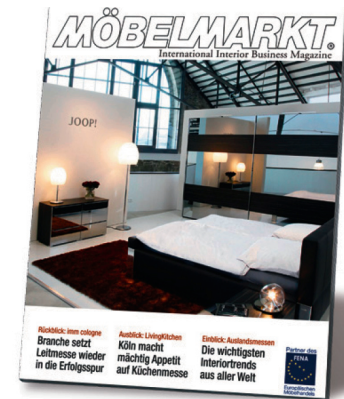 MÖBELMARKT®
International Interior Business Magazine
JOOP!
Rückblick: imm cologne
Branche setzt
Leitmesse wieder
in die Erfolgsspur
Ausblick: LivingKitchen
Köln macht
mächtig Appetit
auf Küchenmesse
Einblick: Auslandsmessen
Die wichtigsten
Interiortrends
aus aller Welt
Partner des
FENA
Europäischen
Möbelhandels